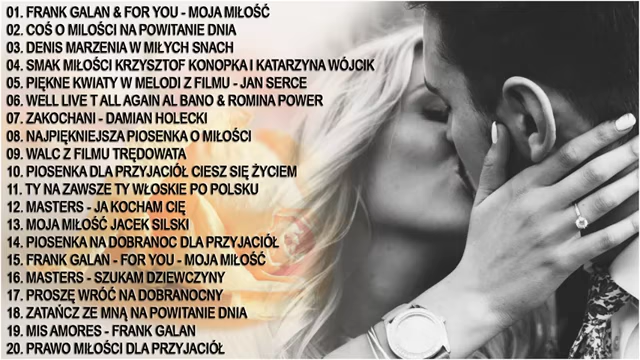 01. FRANK GALAN & FOR YOU - MOJA MIŁOŚĆ
02. COŚ O MILOŚCI NA POWITANIE DNIA
03. DENIS MARZENIA W MIŁYCH SNACH
04. SMAK MIŁOŚCI KRZYSZTOF KONOPKA I KATARZYNA WÓJCIK
05. PIĘKNE KWIATY W MELODI Z FILMU - JAN SERCE
06. WELL LIVE T ALL AGAIN AL BANO & ROMINA POWER
07. ZAKOCHANI - DAMIAN HOLECKI
08. NAJPIĘKNIEJSZA PIOSENKA O MIŁOŚCI
09. WALC Z FILMU TRĘDOWATA
10. PIOSENKA DLA PRZYJACIÓŁ CIESZ SIĘ ŻYCIEM
11. TY NA ZAWSZE TY WŁOSKIE PO POLSKU
12. MASTERS - JA KOCHAM CIĘ
13. MOJA MIŁOŚĆ JACEK SILSKI
14. PIOSENKA NA DOBRANOC DLA PRZYJACIÓŁ
15. FRANK GALAN - FOR YOU - MOJA MIŁOŚĆ
16. MASTERS - SZUKAM DZIEWCZYNY
17. PROSZĘ WRÓĆ NA DOBRANOCNY
18. ZATAŃCZ ZE MNĄ NA POWITANIE DNIA
19. MIS AMORES - FRANK GALAN
20. PRAWO MIŁOŚCI DLA PRZYJACIÓŁ